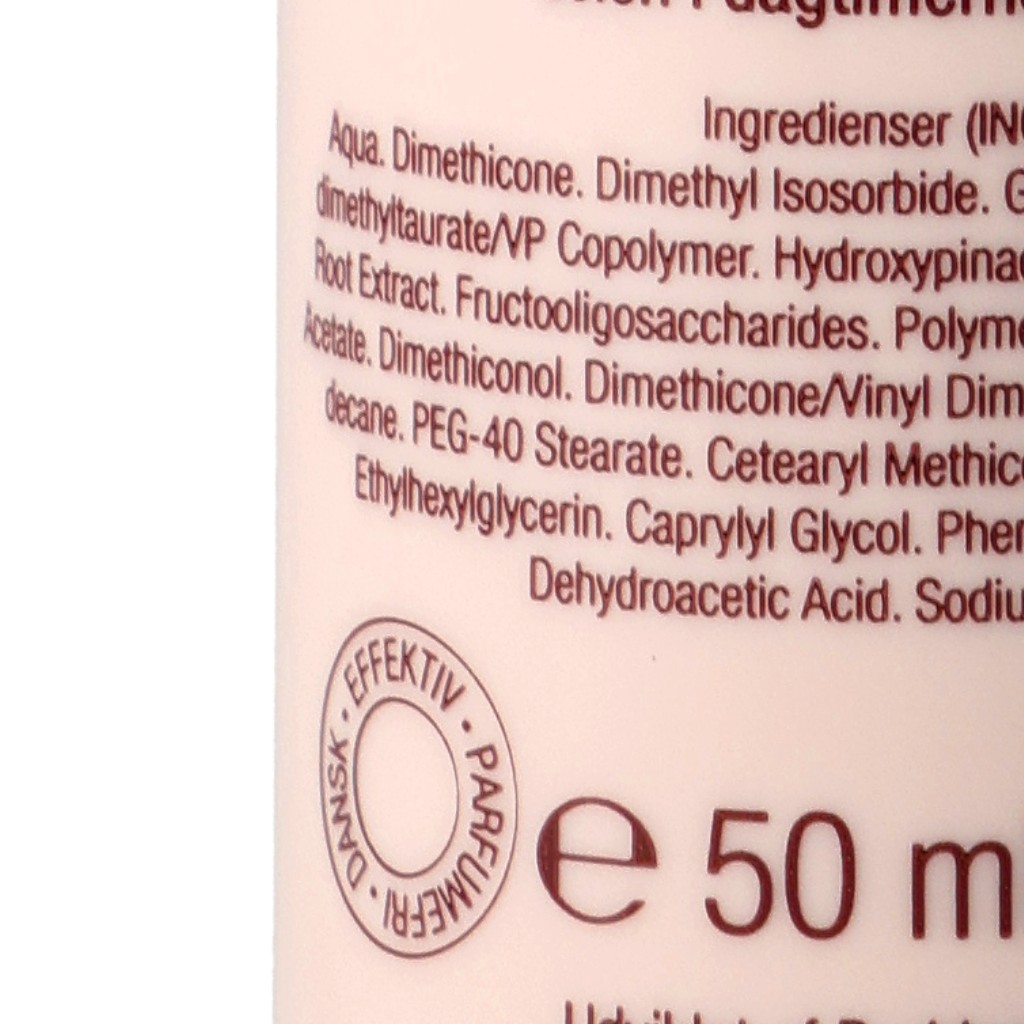 Ingredienser (IN
Aqua. Dimethicone. Dimethyl Isosorbide. G
dimethyltaurate/VP Copolymer. Hydroxypina
Root Extract. Fructooligosaccharides. Polym
Acetate. Dimethiconol. Dimethicone/Vinyl Dim
decane. PEG-40 Stearate. Cetearyl Methic
Ethylhexylglycerin. Caprylyl Glycol. Phen
Dehydroacetic Acid. Sodiu
DANSK · EFFEKTIV · PARFUMEFRI ·
e 50 m